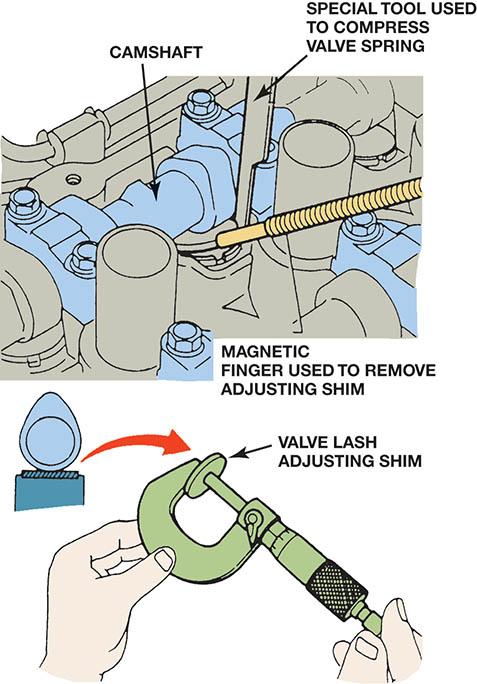 SPECIAL TOOL USED
TO COMPRESS
VALVE SPRING
CAMSHAFT
MAGNETIC
FINGER USED TO REMOVE
ADJUSTING SHIM
VALVE LASH
ADJUSTING SHIM